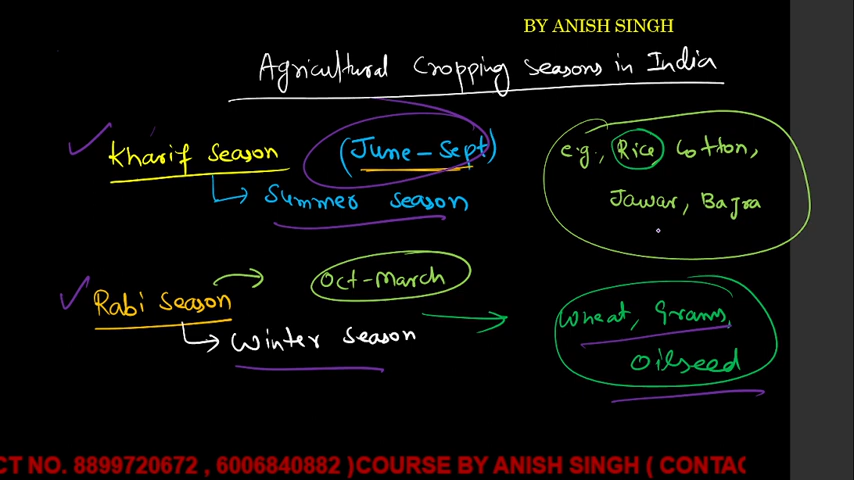 BY ANISH SINGH
Agricultural Cropping Seasons in India
Kharif Season (June-Sept) e.g., Rice Cotton,
Summer Season Jawar, Bajra
Rabi Season Oct-March
Winter Season Wheat, Grams,
Oilseed
CT NO. 8899720672 , 6006840882 )COURSE BY ANISH SINGH ( CONTAC